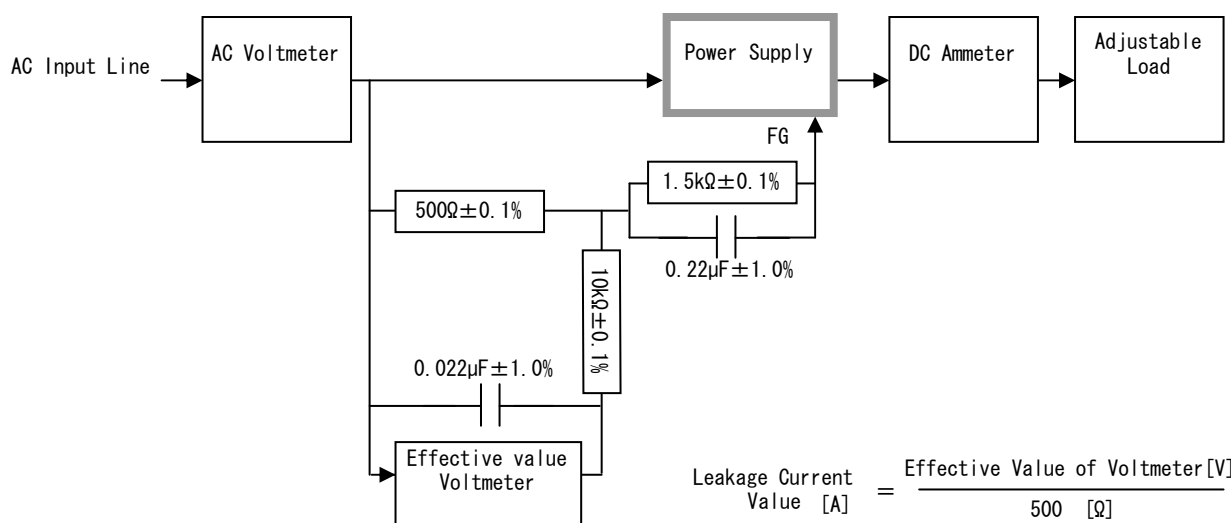 AC Input Line
AC Voltmeter
Power Supply
DC Ammeter
Adjustable
Load
FG
500Ω±0.1%
1.5kΩ±0.1%
0.22μF±1.0%
10kΩ±0.1%
0.022μF±1.0%
Effective value
Voltmeter
Leakage Current
Value [A]
=
Effective Value of Voltmeter[V]
500 [Ω]